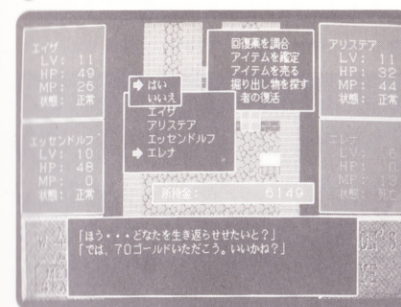 エイザ
LV: 11
HP: 49
MP: 26
状態: 正常
エッセンドルフ
LV: 10
HP: 48
MP: 0
状態: 正常
はい
いいえ
エイザ
アリステア
エッセンドルフ
エレナ
回復薬を調合
アイテムを鑑定
アイテムを売る
掘り出し物を探す
者の復活
アリステア
LV: 11
HP: 32
MP: 44
状態: 正常
LV:
HP:
MP:
状態: 死亡
所持金: 6149
「ほう・・・どなたを生き返らせせたいと?」
「では、70ゴールドいただこう。いいかね?」